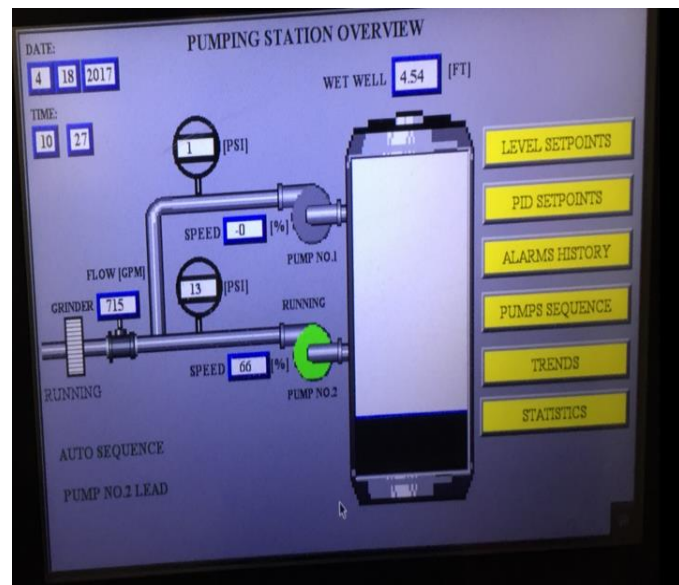 PUMPING STATION OVERVIEW
DATE:
4 18 2017
WET WELL 4.54 [FT]
TIME:
10 27
LEVEL SETPOINTS
1 [PSI]
PID SETPOINTS
SPEED -0 [%]
PUMP NO.1
ALARMS HISTORY
FLOW [GPM]
13 [PSI]
GRINDER 715
RUNNING
PUMPS SEQUENCE
SPEED 66 [%]
TRENDS
RUNNING
PUMP NO.2
STATISTICS
AUTO SEQUENCE
PUMP NO.2 LEAD